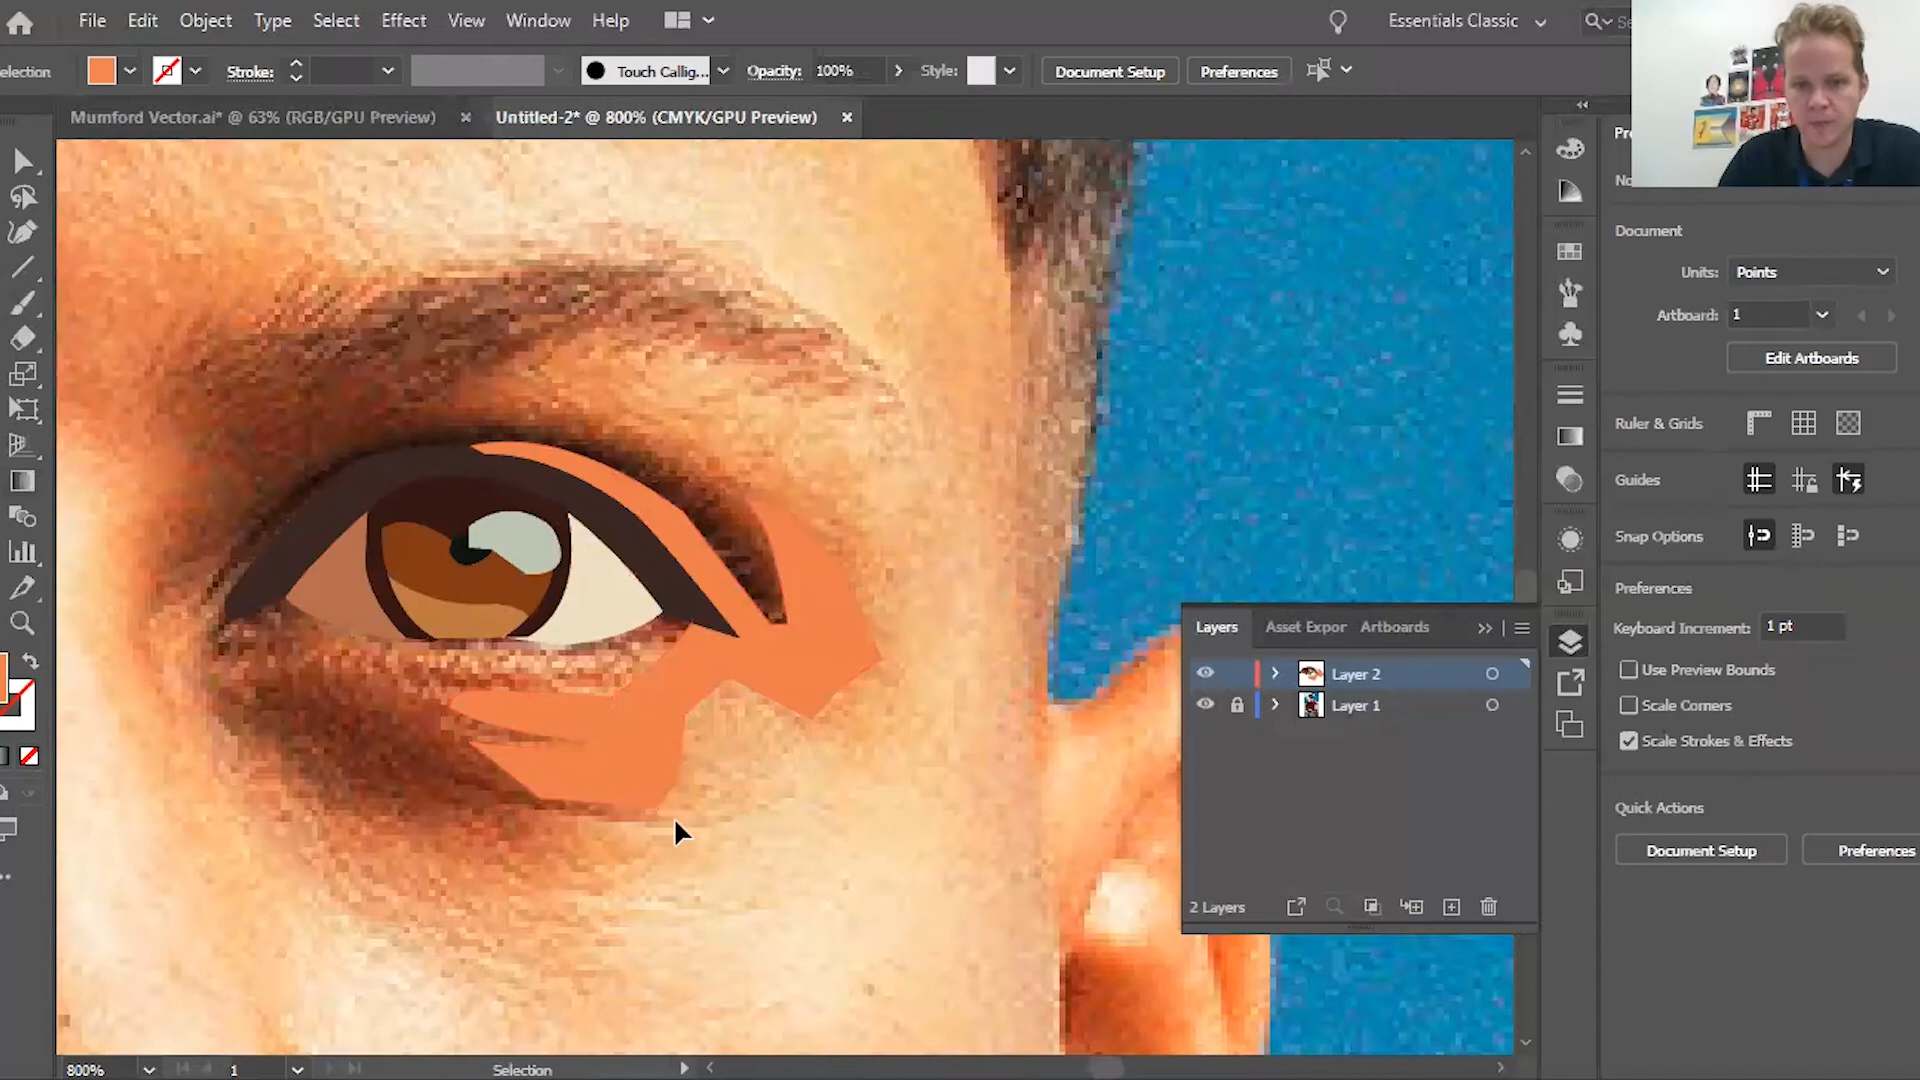 File Edit Object Type Select Effect View Window Help Essentials Classic
election Stroke: Touch Callig... Opacity: 100% Style: Document Setup Preferences
Mumford Vector.ai* @ 63% (RGB/GPU Preview) × Untitled-2* @ 800% (CMYK/GPU Preview) ×
Document
Units: Points
Artboard: 1
Edit Artboards
Ruler & Grids
Guides
Snap Options
Preferences
Keyboard Increment: 1 pt
Use Preview Bounds
Scale Corners
Scale Strokes & Effects
Quick Actions
Document Setup Preferences
Layers Asset Expor Artboards
Layer 2
Layer 1
2 Layers
800% 1 Selection